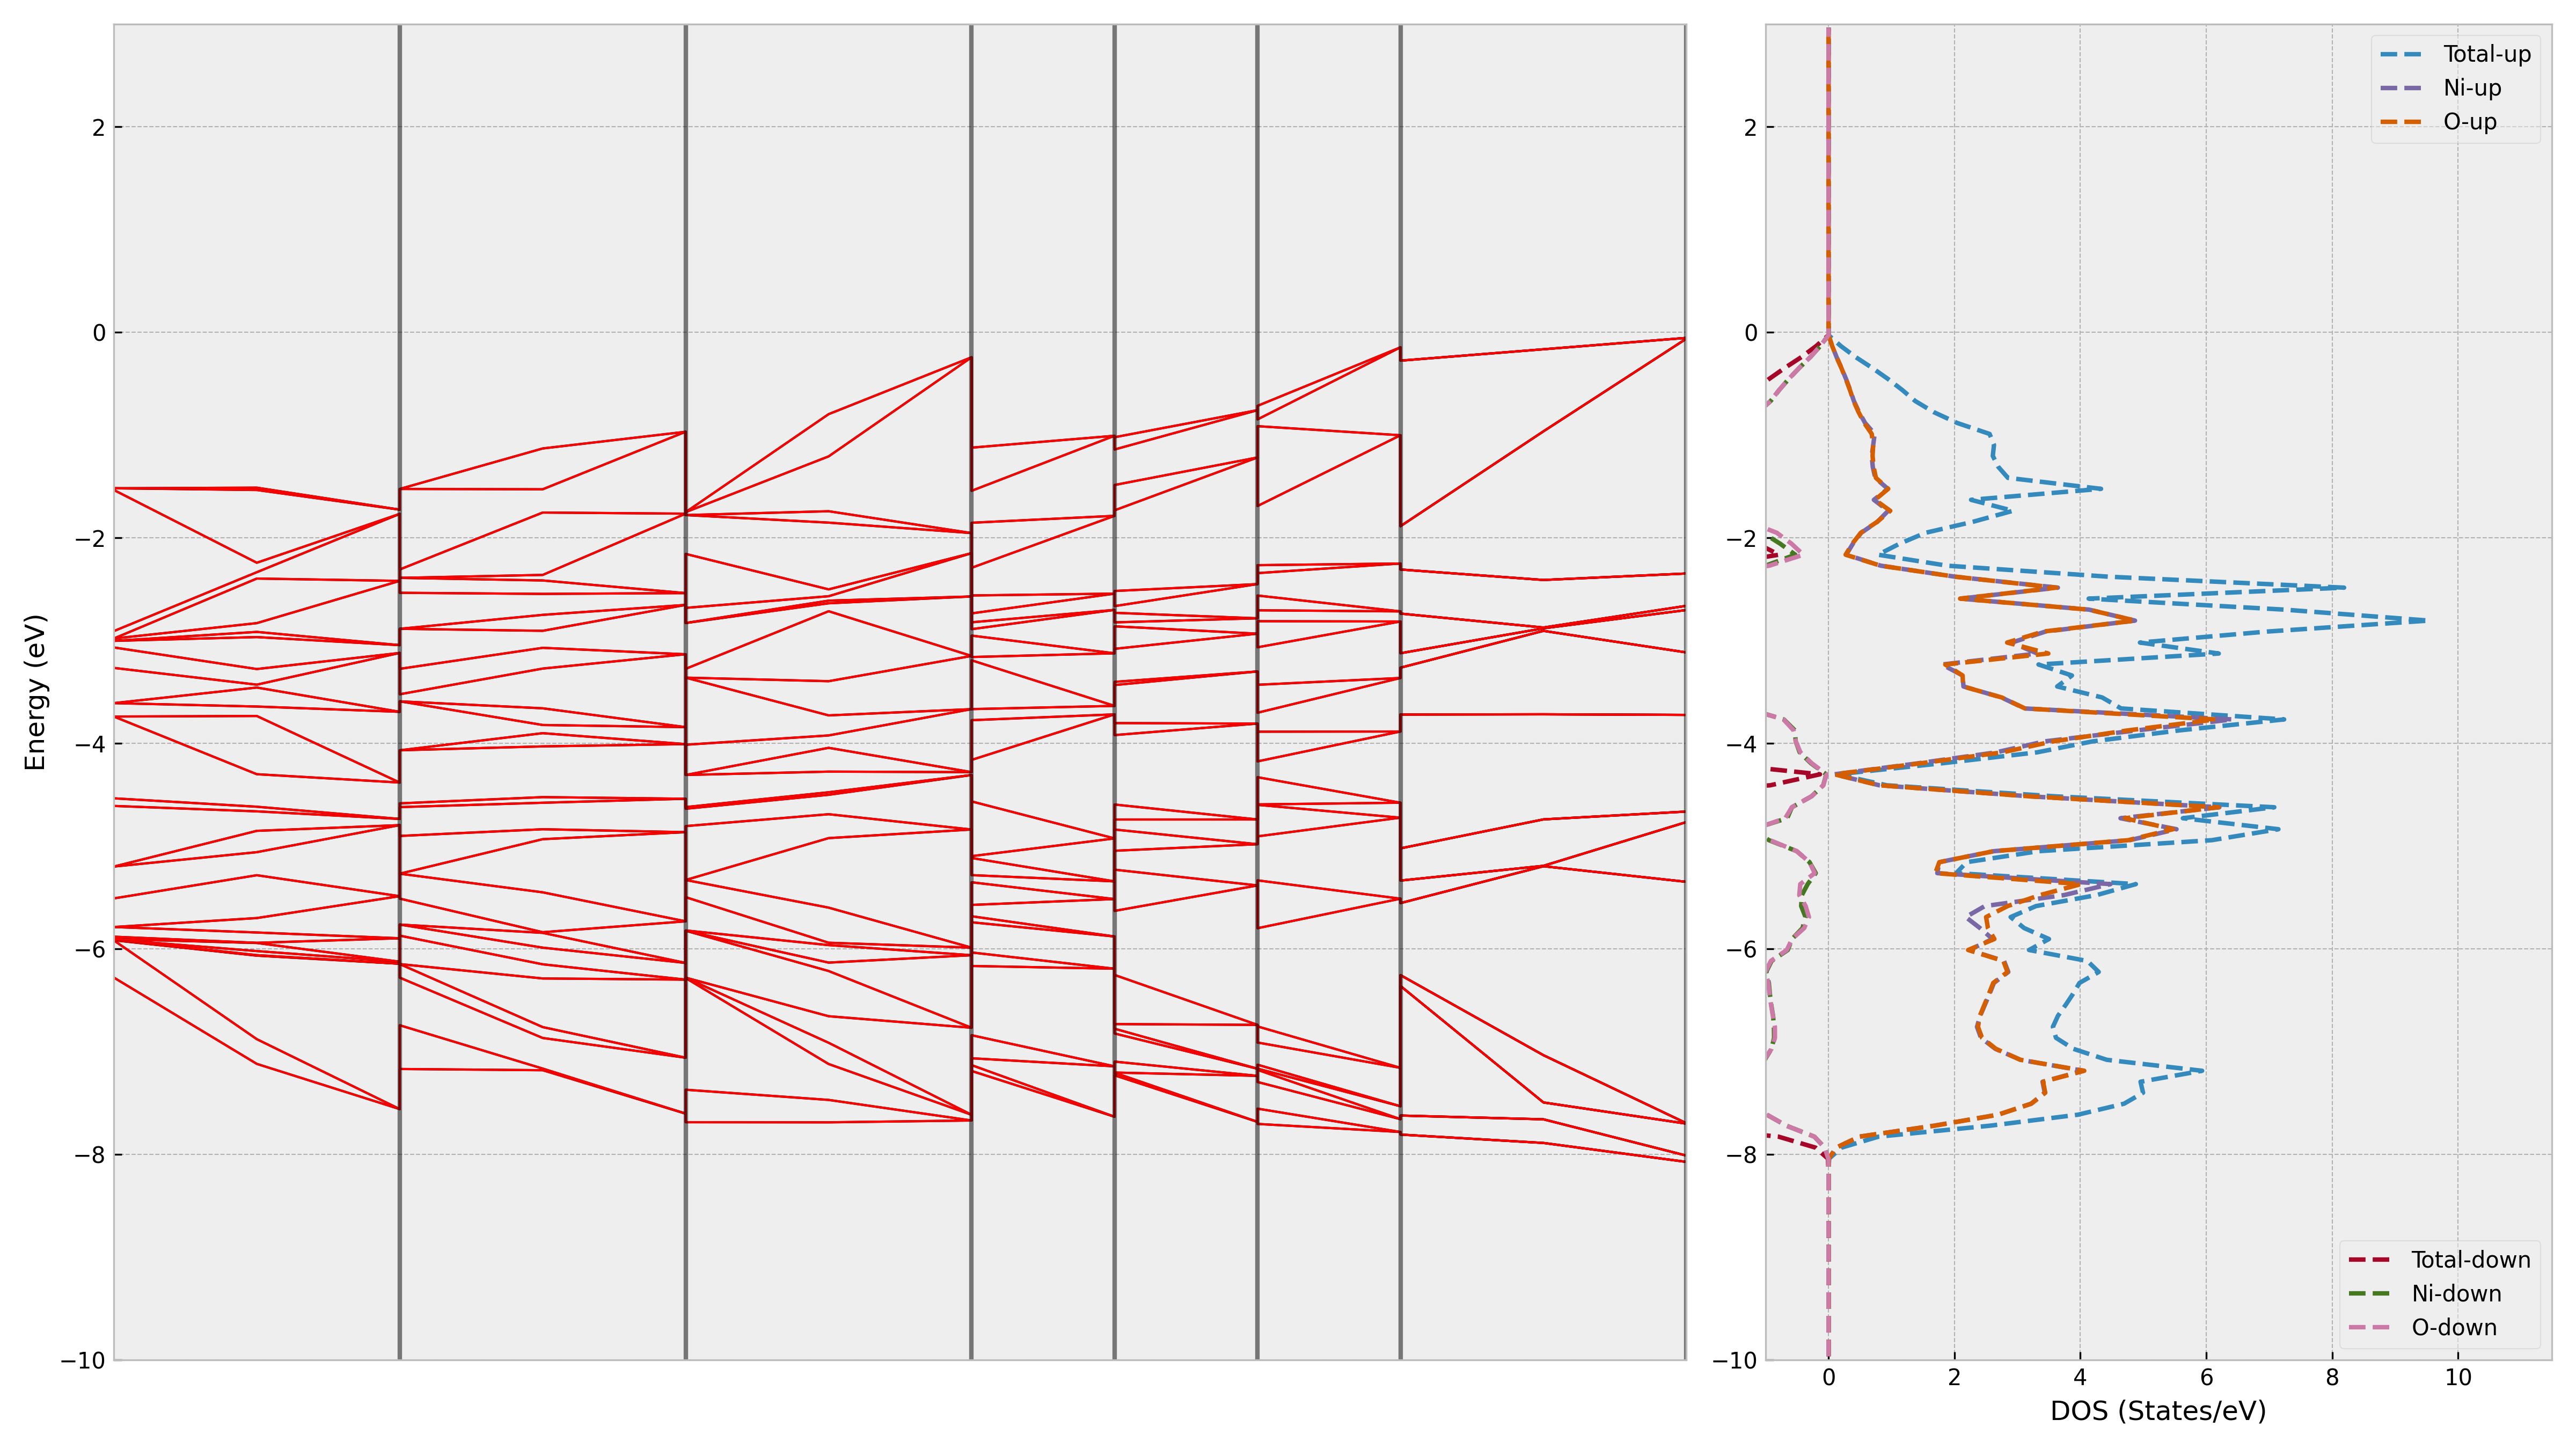 Energy (eV)
2
0
−2
−4
−6
−8
−10
2
0
−2
−4
−6
−8
−10
Total-up
Ni-up
O-up
Total-down
Ni-down
O-down
0 2 4 6 8 10
DOS (States/eV)